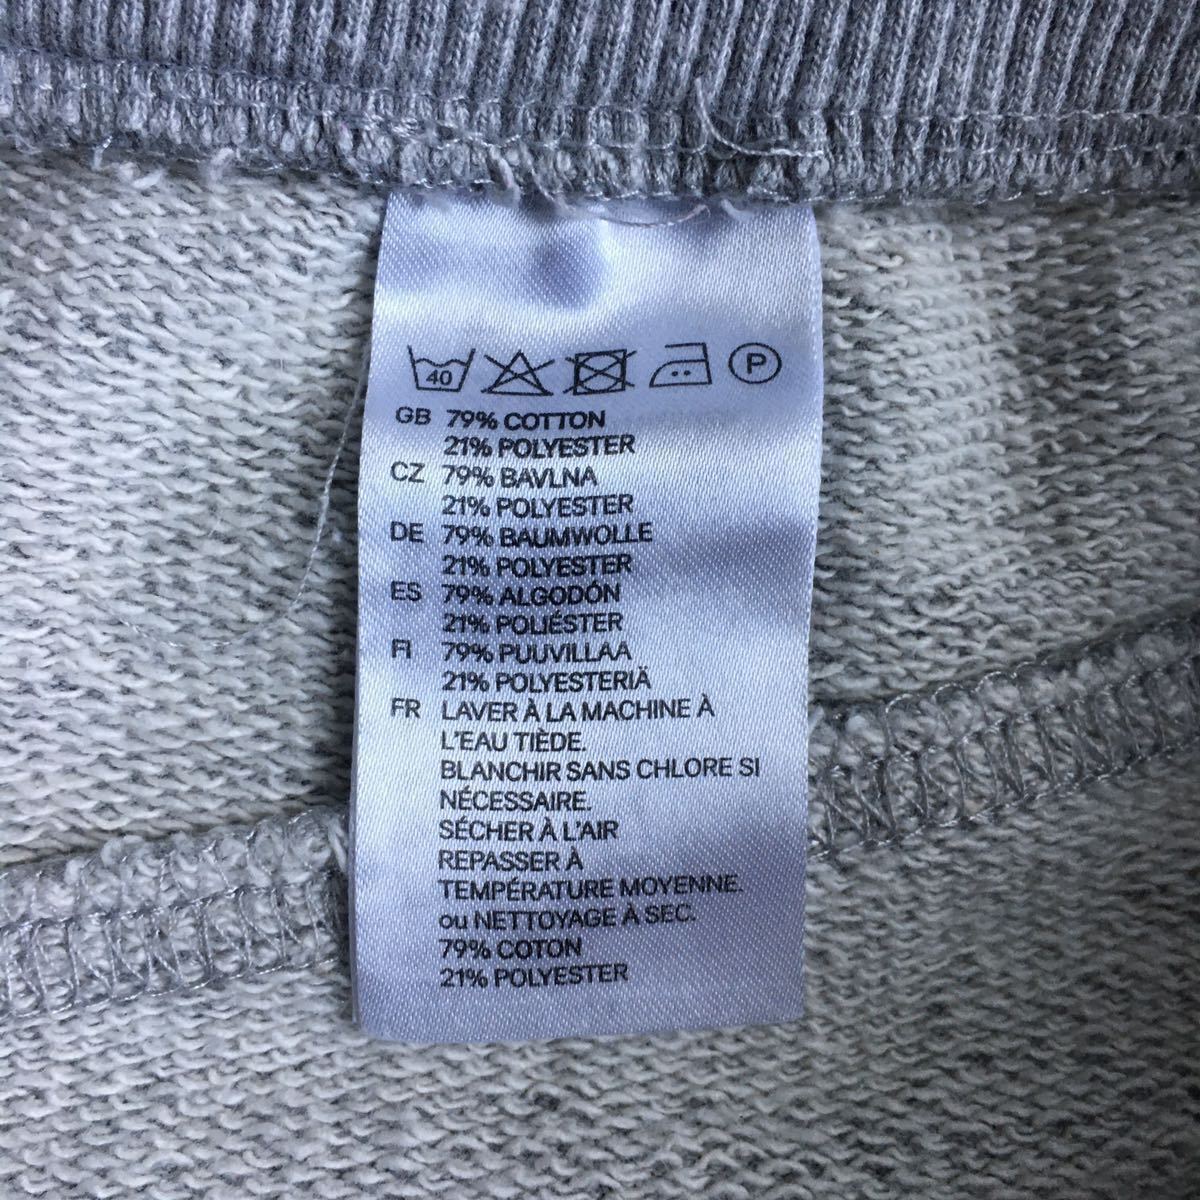 40 P
GB 79% COTTON
21% POLYESTER
CZ 79% BAVLNA
21% POLYESTER
DE 79% BAUMWOLLE
21% POLYESTER
ES 79% ALGODÓN
21% POLIÉSTER
FI 79% PUUVILLAA
21% POLYESTERIÄ
FR LAVER À LA MACHINE À
L'EAU TIÈDE.
BLANCHIR SANS CHLORE SI
NÉCESSAIRE.
SÉCHER À L'AIR
REPASSER À
TEMPÉRATURE MOYENNE.
ou NETTOYAGE À SEC.
79% COTON
21% POLYESTER